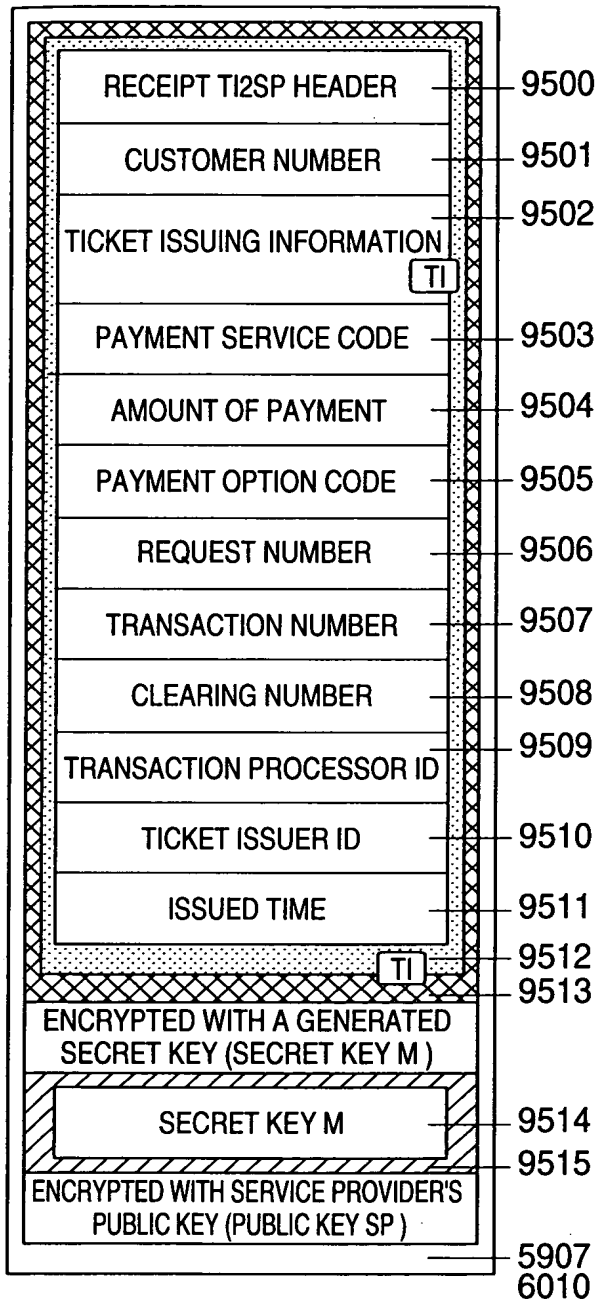 RECEIPT TI2SP HEADER 9500
CUSTOMER NUMBER 9501
9502
TICKET ISSUING INFORMATION
TI
PAYMENT SERVICE CODE 9503
AMOUNT OF PAYMENT 9504
PAYMENT OPTION CODE 9505
REQUEST NUMBER 9506
TRANSACTION NUMBER 9507
CLEARING NUMBER 9508
9509
TRANSACTION PROCESSOR ID
TICKET ISSUER ID 9510
ISSUED TIME 9511
TI 9512
9513
ENCRYPTED WITH A GENERATED
SECRET KEY (SECRET KEY M )
SECRET KEY M 9514
9515
ENCRYPTED WITH SERVICE PROVIDER'S
PUBLIC KEY (PUBLIC KEY SP )
5907
6010